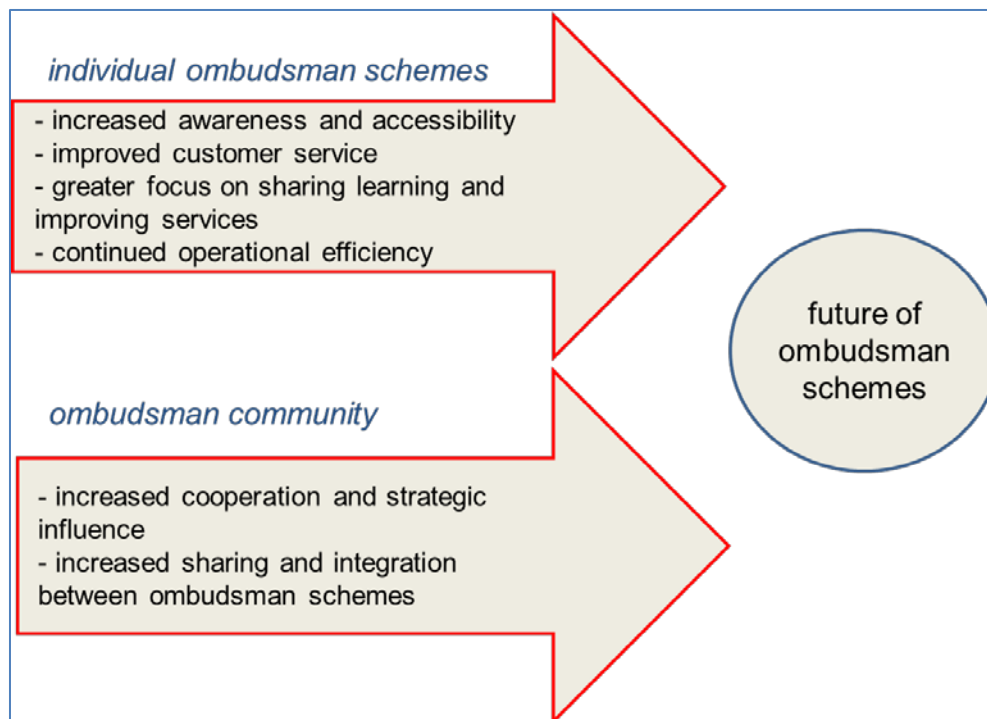 individual ombudsman schemes
- increased awareness and accessibility
- improved customer service
- greater focus on sharing learning and
improving services
- continued operational efficiency
future of
ombudsman
schemes
ombudsman community
- increased cooperation and strategic
influence
- increased sharing and integration
between ombudsman schemes